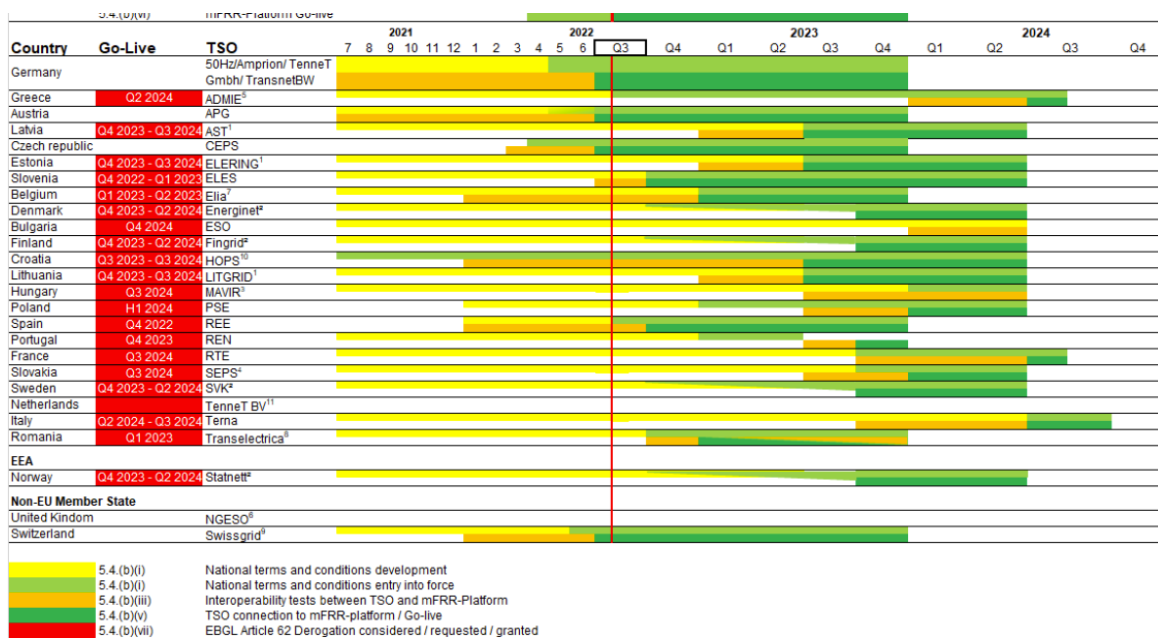 5.4.(b)(vi) mFRR-Platform Go-live
2021 2022 2023 2024
Country Go-Live TSO 7 8 9 10 11 12 1 2 3 4 5 6 Q3 Q4 Q1 Q2 Q3 Q4 Q1 Q2 Q3 Q4
Germany 50Hz/Amprion/ TenneT
Gmbh/ TransnetBW
Greece Q2 2024 ADMIE⁵
Austria APG
Latvia Q4 2023 - Q3 2024 AST¹
Czech republic CEPS
Estonia Q4 2023 - Q3 2024 ELERING¹
Slovenia Q4 2022 - Q1 2023 ELES
Belgium Q1 2023 - Q2 2023 Elia⁷
Denmark Q4 2023 - Q2 2024 Energinet²
Bulgaria Q4 2024 ESO
Finland Q4 2023 - Q2 2024 Fingrid²
Croatia Q3 2023 - Q3 2024 HOPS¹⁰
Lithuania Q4 2023 - Q3 2024 LITGRID¹
Hungary Q3 2024 MAVIR³
Poland H1 2024 PSE
Spain Q4 2022 REE
Portugal Q4 2023 REN
France Q3 2024 RTE
Slovakia Q3 2024 SEPS⁴
Sweden Q4 2023 - Q2 2024 SVK²
Netherlands TenneT BV¹¹
Italy Q2 2024 - Q3 2024 Terna
Romania Q1 2023 Transelectrica⁸
EEA
Norway Q4 2023 - Q2 2024 Statnett²
Non-EU Member State
United Kindom NGESO⁶
Switzerland Swissgrid⁹
5.4.(b)(i) National terms and conditions development
5.4.(b)(i) National terms and conditions entry into force
5.4.(b)(iii) Interoperability tests between TSO and mFRR-Platform
5.4.(b)(v) TSO connection to mFRR-platform / Go-live
5.4.(b)(vii) EBGL Article 62 Derogation considered / requested / granted